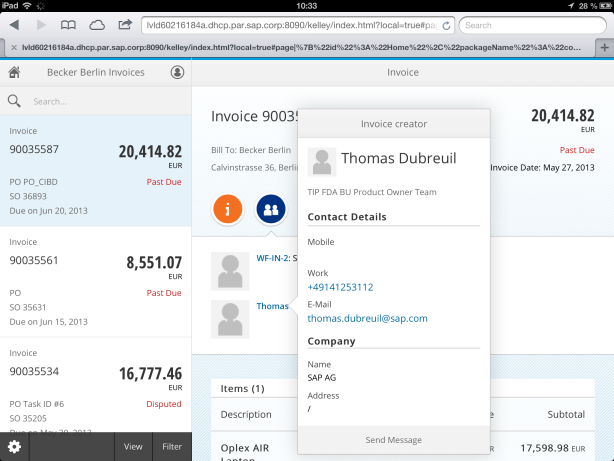 iPad
10:33
28 %
lvld60216184a.dhcp.par.sap.corp:8090/kelley/index.html?local=true#pag
Search
lvld60216184a.dhcp.par.sap.corp:8090/kelley/index.html?local=true#page|%7B%22id%22%3A%22Home%22%2C%22packageName%22%3A%22co...
Becker Berlin Invoices
Invoice
Search...
Invoice
90035587
20,414.82
EUR
PO PO_CIBD
Past Due
SO 36893
Due on Jun 20, 2013
Invoice
90035561
8,551.07
EUR
PO
Past Due
SO 35631
Due on Jun 15, 2013
Invoice
90035534
16,777.46
EUR
PO Task ID #6
Disputed
SO 35205
Due on May 30, 2013
View
Filter
Invoice 90035
20,414.82
EUR
Bill To: Becker Berlin
Past Due
Calvinstrasse 36, Berli
Invoice Date: May 27, 2013
WF-IN-2: S
Thomas
Invoice creator
Thomas Dubreuil
TIP FDA BU Product Owner Team
Contact Details
Mobile
Work
+49141253112
E-Mail
thomas.dubreuil@sap.com
Company
Name
SAP AG
Address
/
Send Message
Items (1)
Description
e
Subtotal
Oplex AIR
R
17,598.98 EUR
Laptop